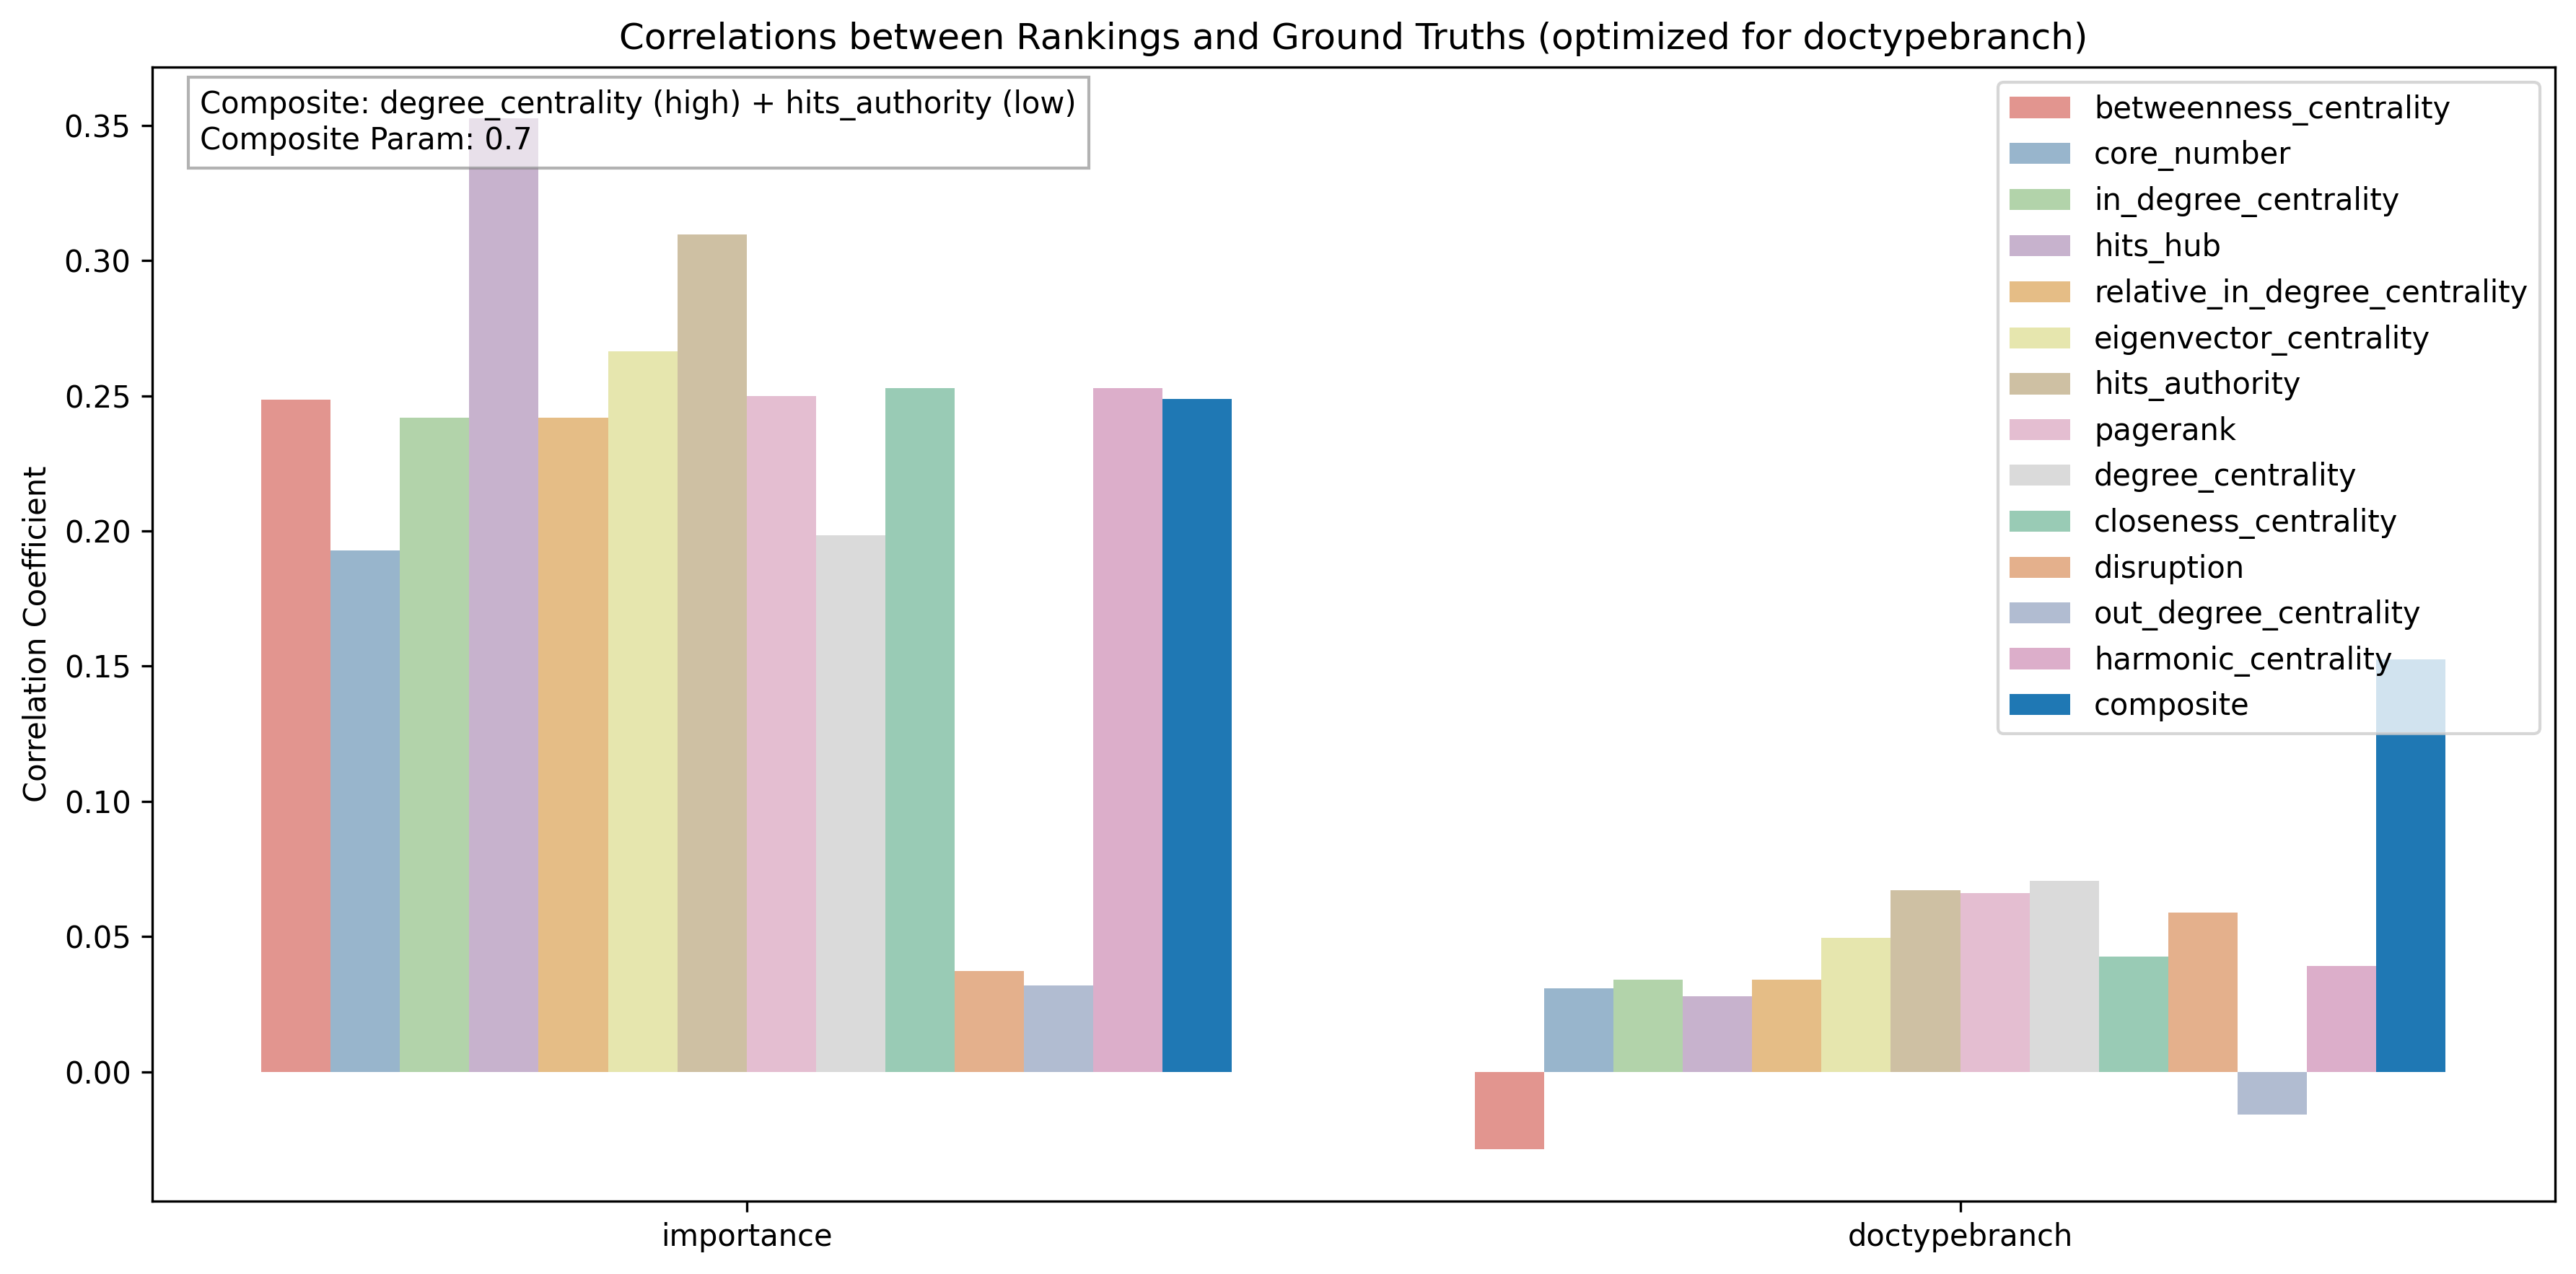 Correlations between Rankings and Ground Truths (optimized for doctypebranch)
Composite: degree_centrality (high) + hits_authority (low)
Composite Param: 0.7
Correlation Coefficient
0.35
0.30
0.25
0.20
0.15
0.10
0.05
0.00
importance
doctypebranch
betweenness_centrality
core_number
in_degree_centrality
hits_hub
relative_in_degree_centrality
eigenvector_centrality
hits_authority
pagerank
degree_centrality
closeness_centrality
disruption
out_degree_centrality
harmonic_centrality
composite